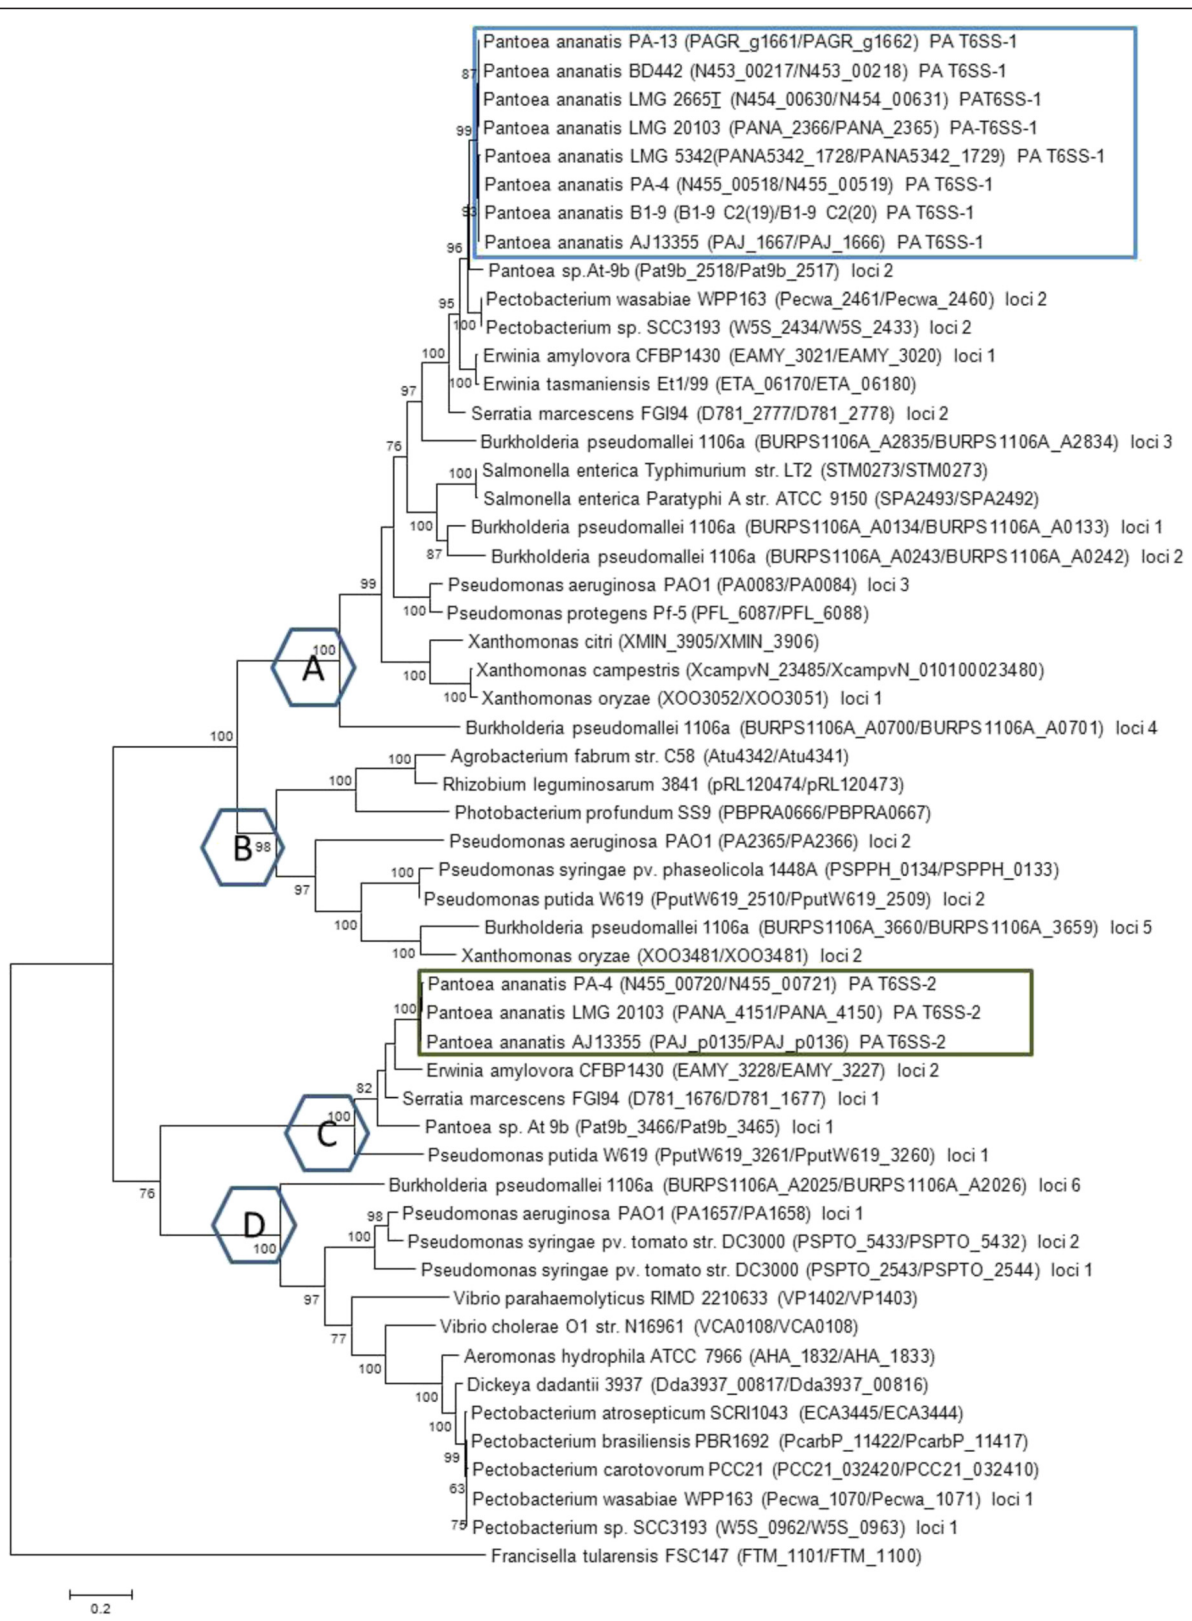 Pantoea ananatis PA-13 (PAGR_g1661/PAGR_g1662) PA T6SS-1
87
Pantoea ananatis BD442 (N453_00217/N453_00218) PA T6SS-1
Pantoea ananatis LMG 2665T (N454_00630/N454_00631) PAT6SS-1
99
Pantoea ananatis LMG 20103 (PANA_2366/PANA_2365) PA-T6SS-1
Pantoea ananatis LMG 5342(PANA5342_1728/PANA5342_1729) PA T6SS-1
Pantoea ananatis PA-4 (N455_00518/N455_00519) PA T6SS-1
93
Pantoea ananatis B1-9 (B1-9 C2(19)/B1-9 C2(20) PA T6SS-1
Pantoea ananatis AJ13355 (PAJ_1667/PAJ_1666) PA T6SS-1
96
Pantoea sp.At-9b (Pat9b_2518/Pat9b_2517) loci 2
95
Pectobacterium wasabiae WPP163 (Pecwa_2461/Pecwa_2460) loci 2
100
Pectobacterium sp. SCC3193 (W5S_2434/W5S_2433) loci 2
100
Erwinia amylovora CFBP1430 (EAMY_3021/EAMY_3020) loci 1
100
Erwinia tasmaniensis Et1/99 (ETA_06170/ETA_06180)
97
Serratia marcescens FGI94 (D781_2777/D781_2778) loci 2
76
Burkholderia pseudomallei 1106a (BURPS1106A_A2835/BURPS1106A_A2834) loci 3
100
Salmonella enterica Typhimurium str. LT2 (STM0273/STM0273)
Salmonella enterica Paratyphi A str. ATCC 9150 (SPA2493/SPA2492)
100
Burkholderia pseudomallei 1106a (BURPS1106A_A0134/BURPS1106A_A0133) loci 1
87
Burkholderia pseudomallei 1106a (BURPS1106A_A0243/BURPS1106A_A0242) loci 2
99
Pseudomonas aeruginosa PAO1 (PA0083/PA0084) loci 3
100
Pseudomonas protegens Pf-5 (PFL_6087/PFL_6088)
Xanthomonas citri (XMIN_3905/XMIN_3906)
100
A
100
Xanthomonas campestris (XcampvN_23485/XcampvN_010100023480)
100
Xanthomonas oryzae (XOO3052/XOO3051) loci 1
Burkholderia pseudomallei 1106a (BURPS1106A_A0700/BURPS1106A_A0701) loci 4
100
Agrobacterium fabrum str. C58 (Atu4342/Atu4341)
100
100
Rhizobium leguminosarum 3841 (pRL120474/pRL120473)
Photobacterium profundum SS9 (PBPRA0666/PBPRA0667)
Pseudomonas aeruginosa PAO1 (PA2365/PA2366) loci 2
B
98
100
Pseudomonas syringae pv. phaseolicola 1448A (PSPPH_0134/PSPPH_0133)
97
Pseudomonas putida W619 (PputW619_2510/PputW619_2509) loci 2
100
Burkholderia pseudomallei 1106a (BURPS1106A_3660/BURPS1106A_3659) loci 5
100
Xanthomonas oryzae (XOO3481/XOO3481) loci 2
Pantoea ananatis PA-4 (N455_00720/N455_00721) PA T6SS-2
100
Pantoea ananatis LMG 20103 (PANA_4151/PANA_4150) PA T6SS-2
Pantoea ananatis AJ13355 (PAJ_p0135/PAJ_p0136) PA T6SS-2
Erwinia amylovora CFBP1430 (EAMY_3228/EAMY_3227) loci 2
82
Serratia marcescens FGI94 (D781_1676/D781_1677) loci 1
100
C
Pantoea sp. At 9b (Pat9b_3466/Pat9b_3465) loci 1
Pseudomonas putida W619 (PputW619_3261/PputW619_3260) loci 1
76
Burkholderia pseudomallei 1106a (BURPS1106A_A2025/BURPS1106A_A2026) loci 6
98
Pseudomonas aeruginosa PAO1 (PA1657/PA1658) loci 1
D
100
100
Pseudomonas syringae pv. tomato str. DC3000 (PSPTO_5433/PSPTO_5432) loci 2
Pseudomonas syringae pv. tomato str. DC3000 (PSPTO_2543/PSPTO_2544) loci 1
97
Vibrio parahaemolyticus RIMD 2210633 (VP1402/VP1403)
77
Vibrio cholerae O1 str. N16961 (VCA0108/VCA0108)
100
Aeromonas hydrophila ATCC 7966 (AHA_1832/AHA_1833)
100
Dickeya dadantii 3937 (Dda3937_00817/Dda3937_00816)
100
Pectobacterium atrosepticum SCRI1043 (ECA3445/ECA3444)
Pectobacterium brasiliensis PBR1692 (PcarbP_11422/PcarbP_11417)
99
Pectobacterium carotovorum PCC21 (PCC21_032420/PCC21_032410)
63
Pectobacterium wasabiae WPP163 (Pecwa_1070/Pecwa_1071) loci 1
75
Pectobacterium sp. SCC3193 (W5S_0962/W5S_0963) loci 1
Francisella tularensis FSC147 (FTM_1101/FTM_1100)
0.2